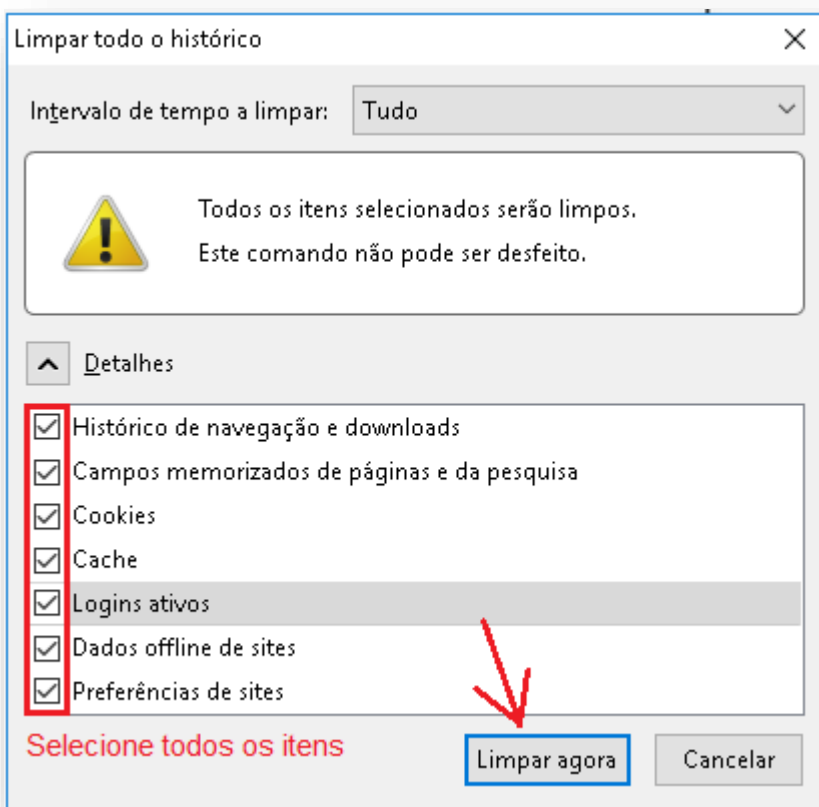 Limpar todo o histórico
Intervalo de tempo a limpar: Tudo
Todos os itens selecionados serão limpos.
Este comando não pode ser desfeito.
Detalhes
Histórico de navegação e downloads
Campos memorizados de páginas e da pesquisa
Cookies
Cache
Logins ativos
Dados offline de sites
Preferências de sites
Selecione todos os itens
Limpar agora
Cancelar